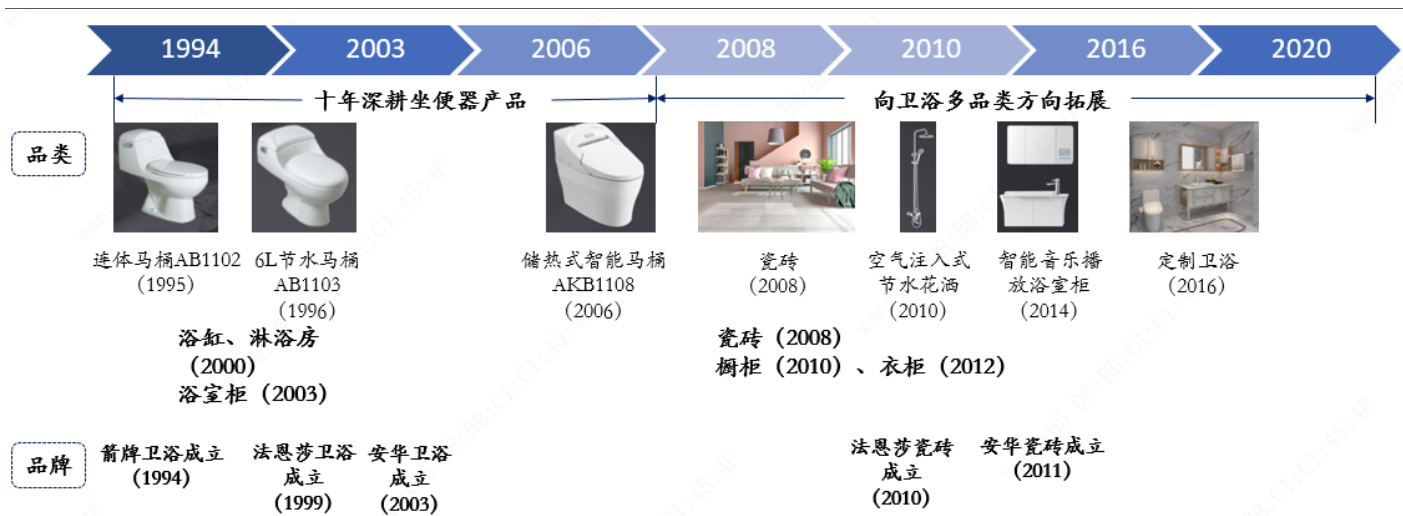 1994
2003
2006
2008
2010
2016
2020
十年深耕坐便器产品
向卫浴多品类方向拓展
品类
连体马桶AB1102
（1995）
6L节水马桶
AB1103
（1996）
储热式智能马桶
AKB1108
（2006）
瓷砖
（2008）
空气注入式
节水花洒
（2010）
智能音乐播
放浴室柜
（2014）
定制卫浴
（2016）
浴缸、淋浴房
（2000）
浴室柜（2003）
瓷砖（2008）
橱柜（2010）、衣柜（2012）
品牌
箭牌卫浴成立
（1994）
法恩莎卫浴
成立
（1999）
安华卫浴
成立
（2003）
法恩莎瓷砖
成立
（2010）
安华瓷砖成立
（2011）